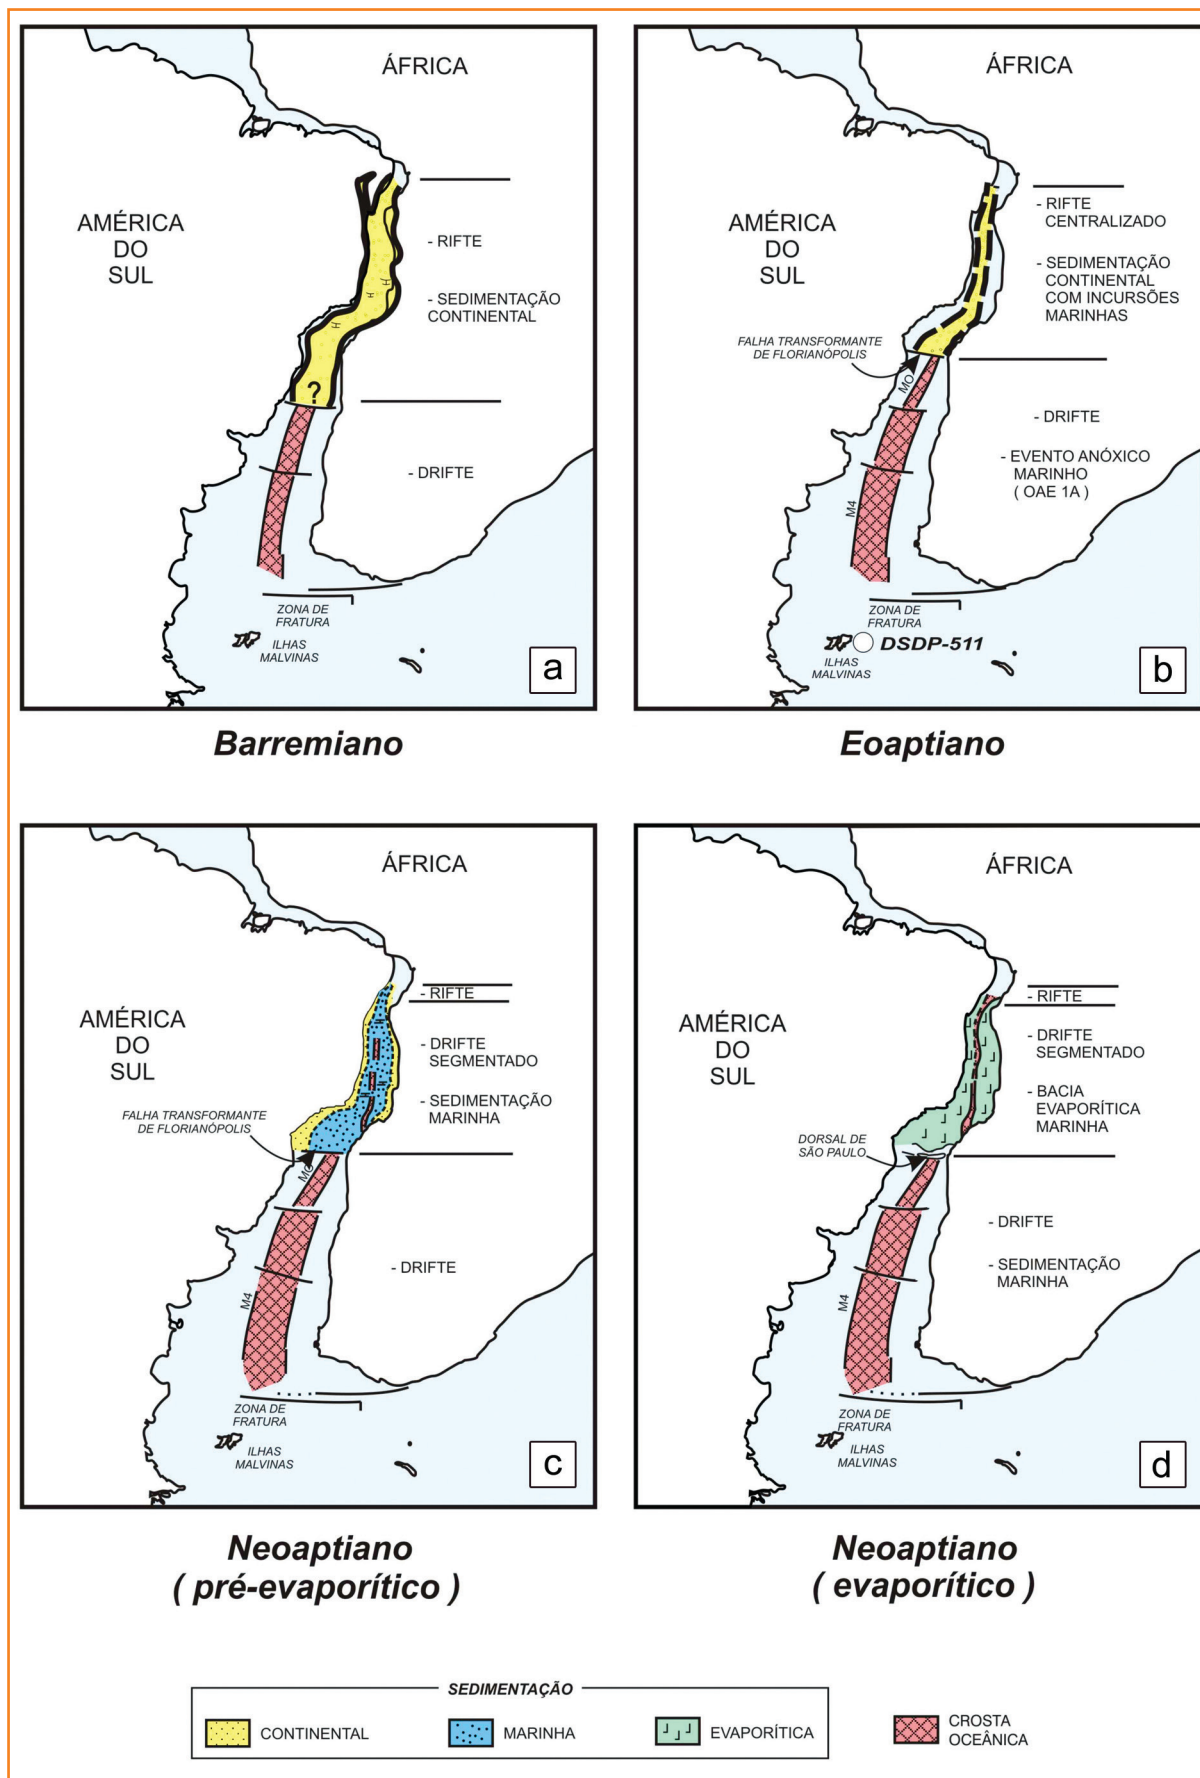 ÁFRICA
AMÉRICA
DO
SUL
- RIFTE
- SEDIMENTAÇÃO
CONTINENTAL
?
- DRIFTE
ZONA DE
FRATURA
ILHAS
MALVINAS
a
Barremiano
ÁFRICA
AMÉRICA
DO
SUL
- RIFTE
CENTRALIZADO
- SEDIMENTAÇÃO
CONTINENTAL
COM INCURSÕES
MARINHAS
FALHA TRANSFORMANTE
DE FLORIANÓPOLIS
MO
- DRIFTE
- EVENTO ANÓXICO
MARINHO
( OAE 1A )
M4
ZONA DE
FRATURA
DSDP-511
ILHAS
MALVINAS
b
Eoaptiano
ÁFRICA
AMÉRICA
DO
SUL
- RIFTE
- DRIFTE
SEGMENTADO
- SEDIMENTAÇÃO
MARINHA
FALHA TRANSFORMANTE
DE FLORIANÓPOLIS
MO
- DRIFTE
M4
ZONA DE
FRATURA
ILHAS
MALVINAS
c
Neoaptiano
( pré-evaporítico )
ÁFRICA
AMÉRICA
DO
SUL
- RIFTE
- DRIFTE
SEGMENTADO
- BACIA
EVAPORÍTICA
MARINHA
DORSAL DE
SÃO PAULO
- DRIFTE
- SEDIMENTAÇÃO
MARINHA
M4
ZONA DE
FRATURA
ILHAS
MALVINAS
d
Neoaptiano
( evaporítico )
SEDIMENTAÇÃO
CONTINENTAL
MARINHA
EVAPORÍTICA
CROSTA
OCEÂNICA